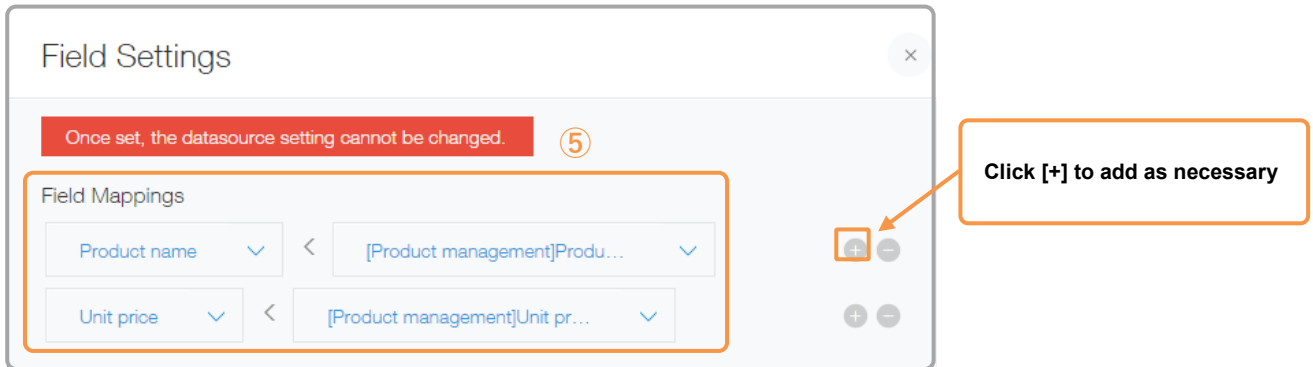 Field Settings
×
Once set, the datasource setting cannot be changed.
⑤
Click [+] to add as necessary
Field Mappings
Product name < [Product management]Produ...
Unit price < [Product management]Unit pr...